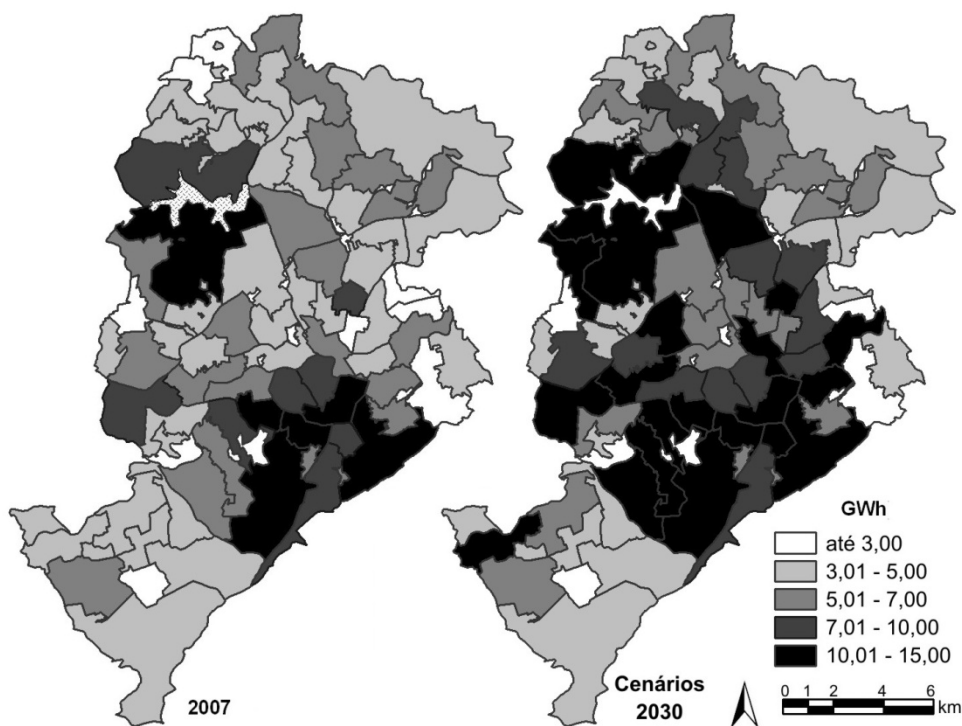 GWh
até 3,00
3,01 - 5,00
5,01 - 7,00
7,01 - 10,00
10,01 - 15,00
2007
Cenários
2030
0 1 2 4 6
km